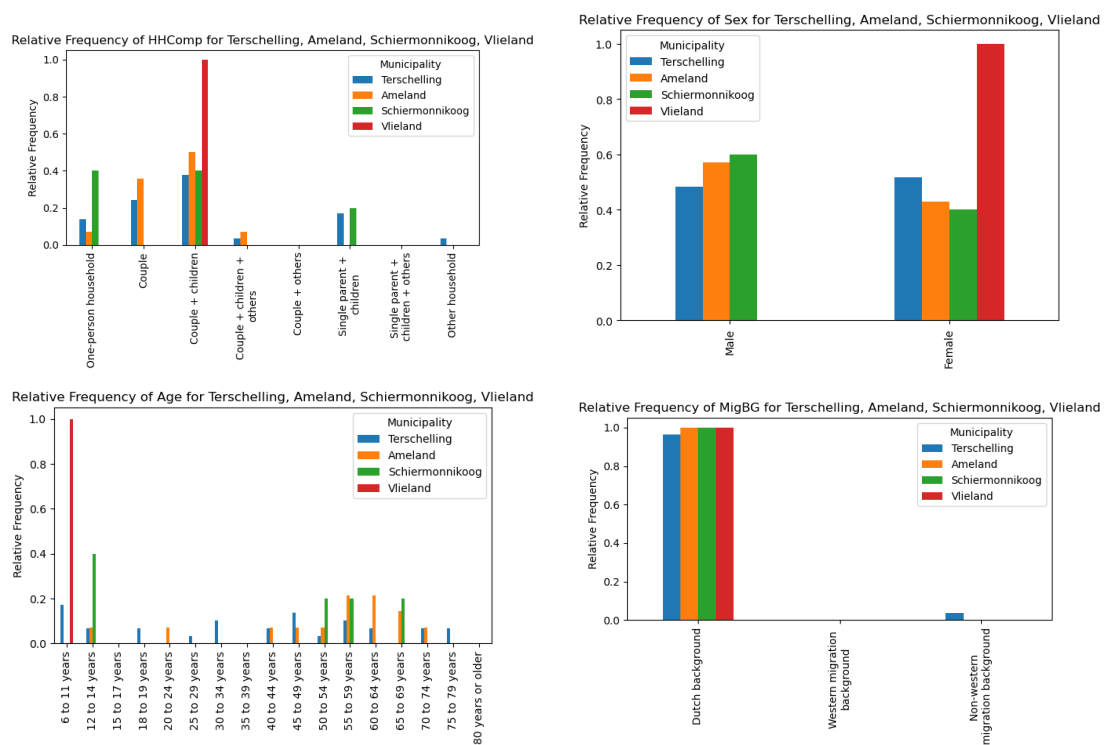 Relative Frequency of HHComp for Terschelling, Ameland, Schiermonnikoog, Vlieland
Relative Frequency
1.0
0.8
0.6
0.4
0.2
0.0
Municipality
Terschelling
Ameland
Schiermonnikoog
Vlieland
One-person household
Couple
Couple + children
Couple + children +
others
Couple + others
Single parent +
children
Single parent +
children + others
Other household
Relative Frequency of Sex for Terschelling, Ameland, Schiermonnikoog, Vlieland
Relative Frequency
1.0
0.8
0.6
0.4
0.2
0.0
Municipality
Terschelling
Ameland
Schiermonnikoog
Vlieland
Male
Female
Relative Frequency of Age for Terschelling, Ameland, Schiermonnikoog, Vlieland
Relative Frequency
1.0
0.8
0.6
0.4
0.2
0.0
Municipality
Terschelling
Ameland
Schiermonnikoog
Vlieland
6 to 11 years
12 to 14 years
15 to 17 years
18 to 19 years
20 to 24 years
25 to 29 years
30 to 34 years
35 to 39 years
40 to 44 years
45 to 49 years
50 to 54 years
55 to 59 years
60 to 64 years
65 to 69 years
70 to 74 years
75 to 79 years
80 years or older
Relative Frequency of MigBG for Terschelling, Ameland, Schiermonnikoog, Vlieland
Relative Frequency
1.0
0.8
0.6
0.4
0.2
0.0
Municipality
Terschelling
Ameland
Schiermonnikoog
Vlieland
Dutch background
Western migration
background
Non-western
migration background